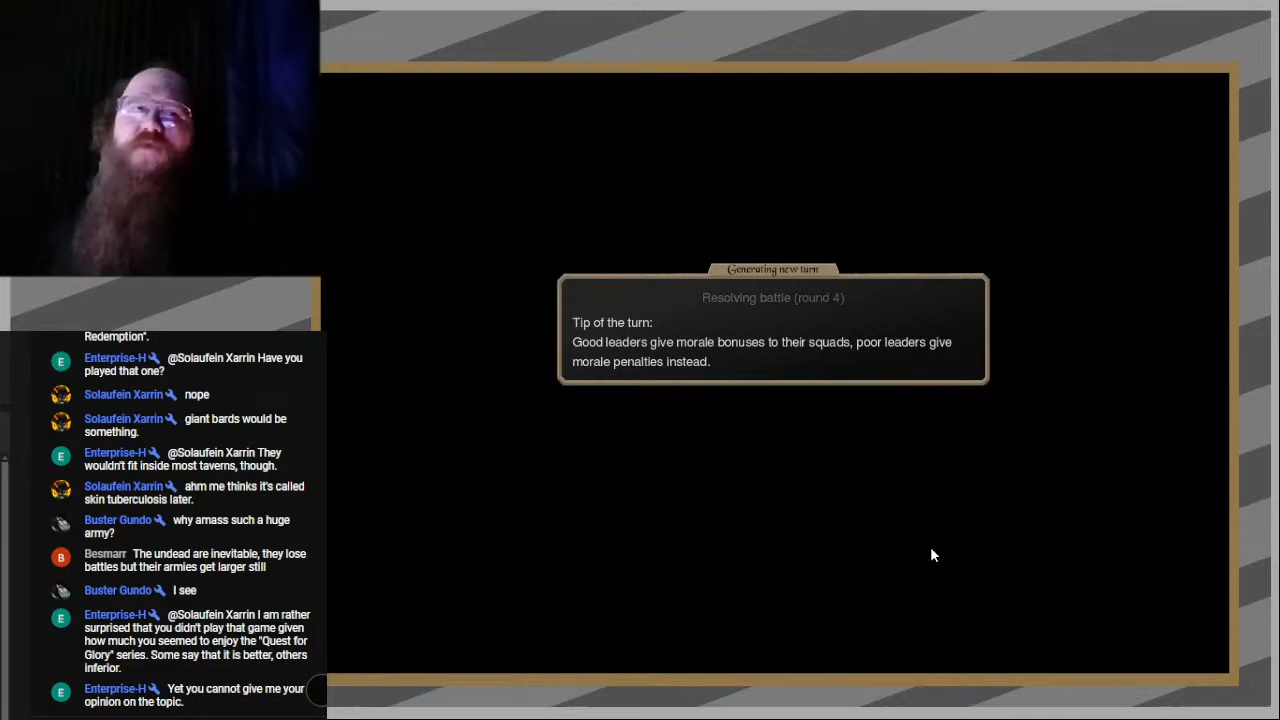 Redemption".
E Enterprise-H @Solaufein Xarrin Have you
played that one?
Solaufein Xarrin nope
Solaufein Xarrin giant bards would be
something.
E Enterprise-H @Solaufein Xarrin They
wouldn't fit inside most taverns, though.
Solaufein Xarrin ahm me thinks it's called
skin tuberculosis later.
Buster Gundo why amass such a huge
army?
B Besmarr The undead are inevitable, they lose
battles but their armies get larger still
Buster Gundo I see
E Enterprise-H @Solaufein Xarrin I am rather
surprised that you didn't play that game given
how much you seemed to enjoy the "Quest for
Glory" series. Some say that it is better, others
inferior.
E Enterprise-H Yet you cannot give me your
opinion on the topic.
Generating new turn
Resolving battle (round 4)
Tip of the turn:
Good leaders give morale bonuses to their squads, poor leaders give
morale penalties instead.